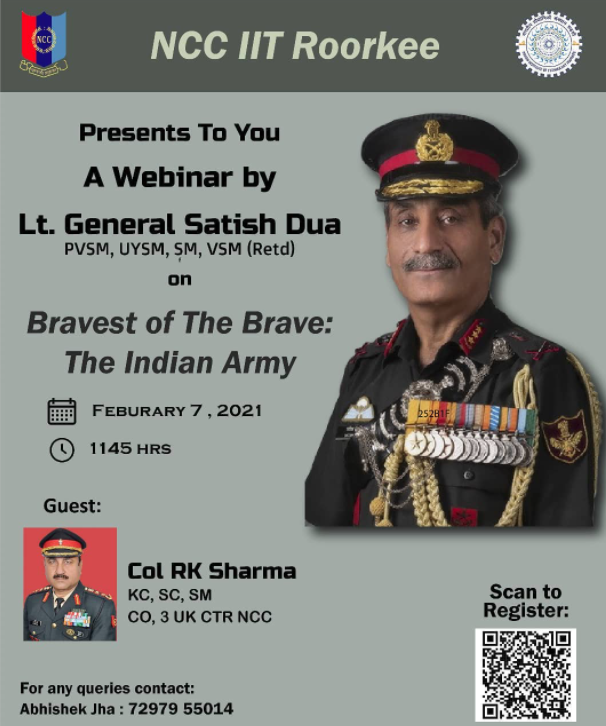 NCC
NCC IIT Roorkee
Presents To You
A Webinar by
Lt. General Satish Dua
PVSM, UYSM, SM, VSM (Retd)
on
Bravest of The Brave:
The Indian Army
252B1F
FEBURARY 7 , 2021
1145 HRS
Guest:
Col RK Sharma
KC, SC, SM
CO, 3 UK CTR NCC
Scan to
Register:
For any queries contact:
Abhishek Jha : 72979 55014